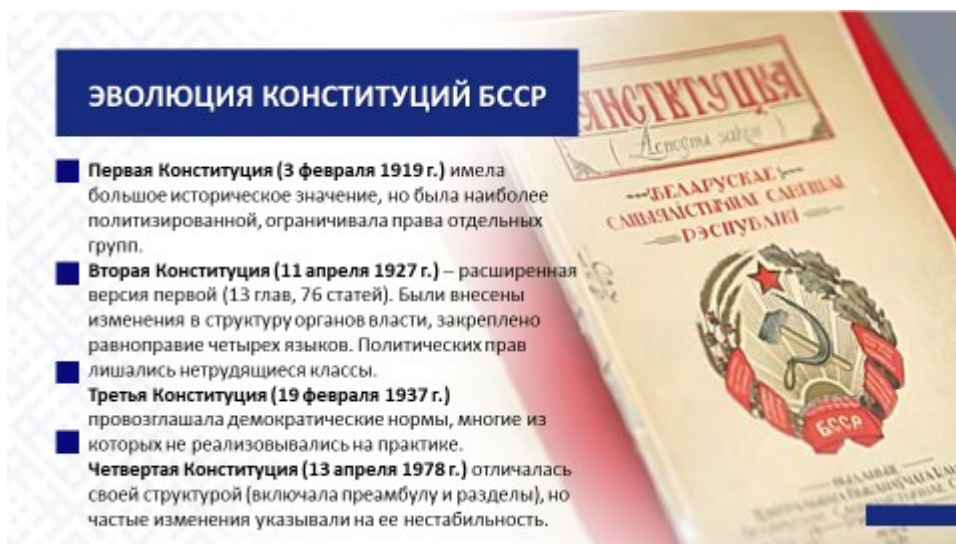 ЭВОЛЮЦИЯ КОНСТИТУЦИЙ БССР
Первая Конституция (3 февраля 1919 г.) имела
большое историческое значение, но была наиболее
политизированной, ограничивала права отдельных
групп.
Вторая Конституция (11 апреля 1927 г.) – расширенная
версия первой (13 глав, 76 статей). Были внесены
изменения в структуру органов власти, закреплено
равноправие четырех языков. Политических прав
лишались нетрудящиеся классы.
Третья Конституция (19 февраля 1937 г.)
провозглашала демократические нормы, многие из
которых не реализовывались на практике.
Четвертая Конституция (13 апреля 1978 г.) отличалась
своей структурой (включала преамбулу и разделы), но
частые изменения указывали на ее нестабильность.
БЕЛАРУСКАЕ
РЭСПУБЛІКІ
БССР